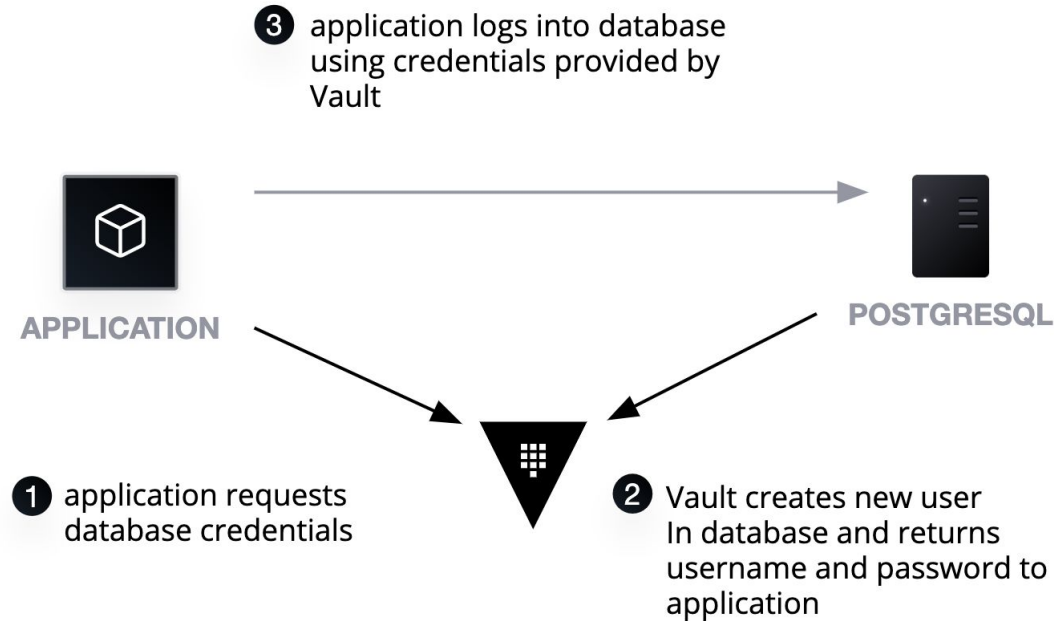 3 application logs into database
using credentials provided by
Vault
APPLICATION
POSTGRESQL
1 application requests
database credentials
2 Vault creates new user
In database and returns
username and password to
application